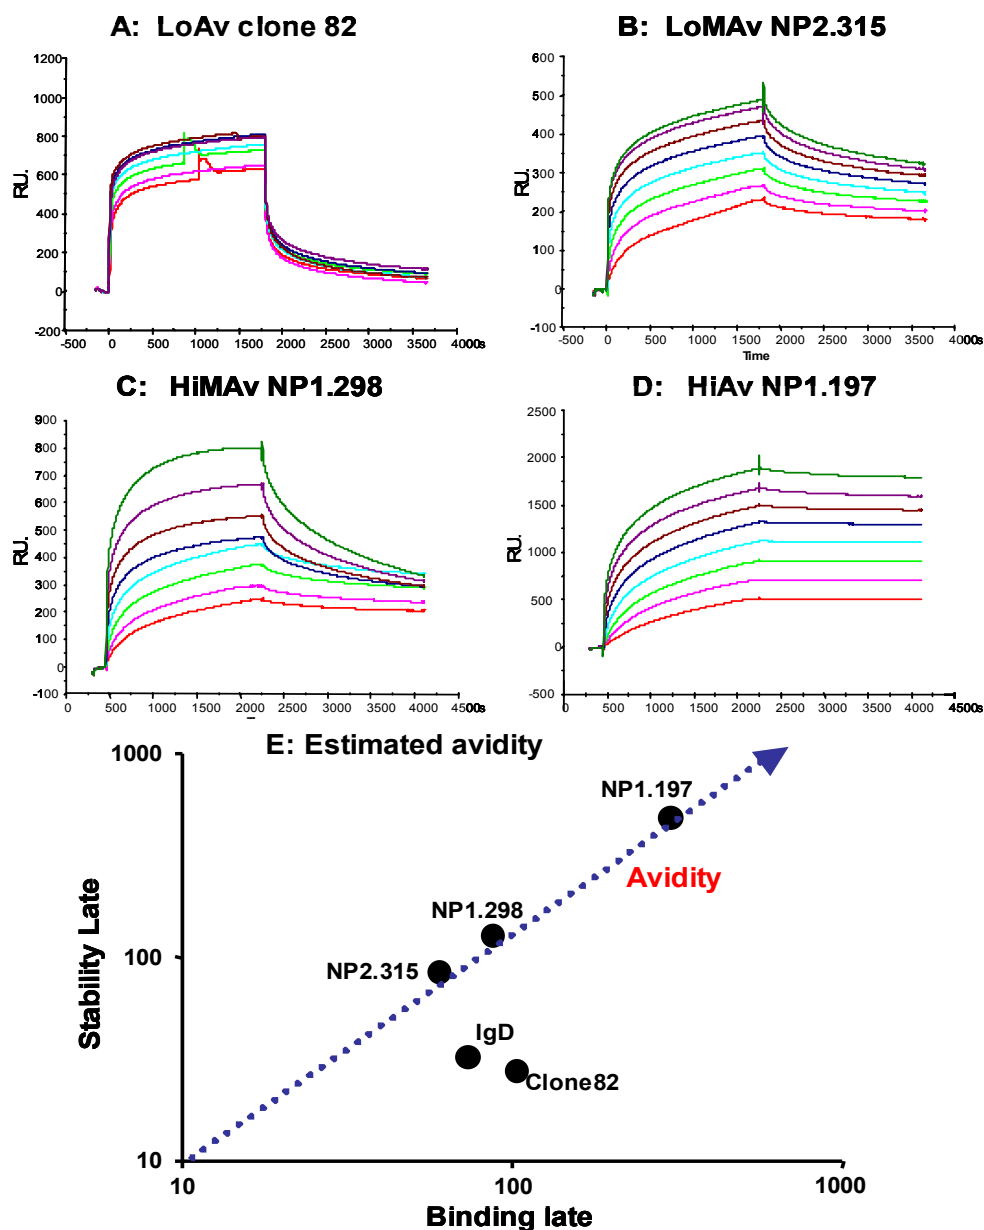 A: LoAv clone 82
1200
1000
800
600
400
200
0
-200
RU.
-500 0 500 1000 1500 2000 2500 3000 3500 4000s
B: LoMAv NP2.315
600
500
400
300
200
100
0
-100
RU.
-500 0 500 1000 1500 2000 2500 3000 3500 4000s
Time
C: HiMAv NP1.298
900
800
700
600
500
400
300
200
100
0
-100
RU.
0 500 1000 1500 2000 2500 3000 3500 4000 4500s
D: HiAv NP1.197
2500
2000
1500
1000
500
0
-500
RU.
0 500 1000 1500 2000 2500 3000 3500 4000 4500s
E: Estimated avidity
1000
100
10
Stability Late
NP1.197
Avidity
NP1.298
NP2.315
IgD
Clone82
10 100 1000
Binding late